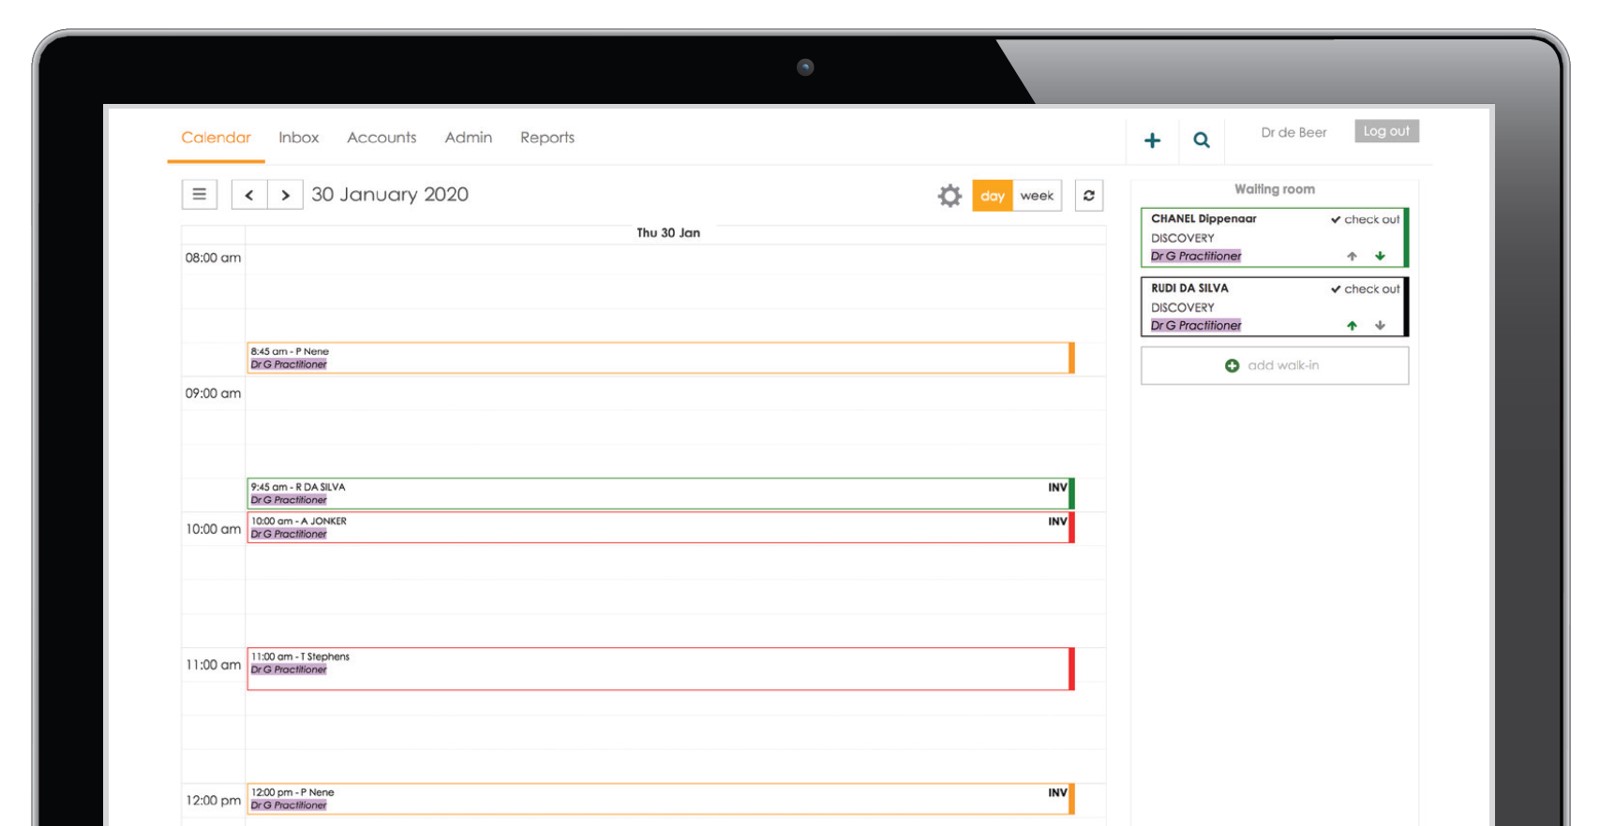 Calendar Inbox Accounts Admin Reports
Dr de Beer Log out
30 January 2020
day week
Thu 30 Jan
08:00 am
8:45 am - P Nene
Dr G Practitioner
09:00 am
9:45 am - R DA SILVA INV
Dr G Practitioner
10:00 am
10:00 am - A JONKER INV
Dr G Practitioner
11:00 am
11:00 am - T Stephens
Dr G Practitioner
12:00 pm
12:00 pm - P Nene INV
Dr G Practitioner
Waiting room
CHANEL Dippenaar check out
DISCOVERY
Dr G Practitioner
RUDI DA SILVA check out
DISCOVERY
Dr G Practitioner
add walk-in